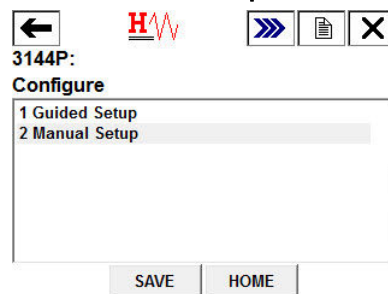 H
3144P:
Configure
1 Guided Setup
2 Manual Setup
SAVE HOME